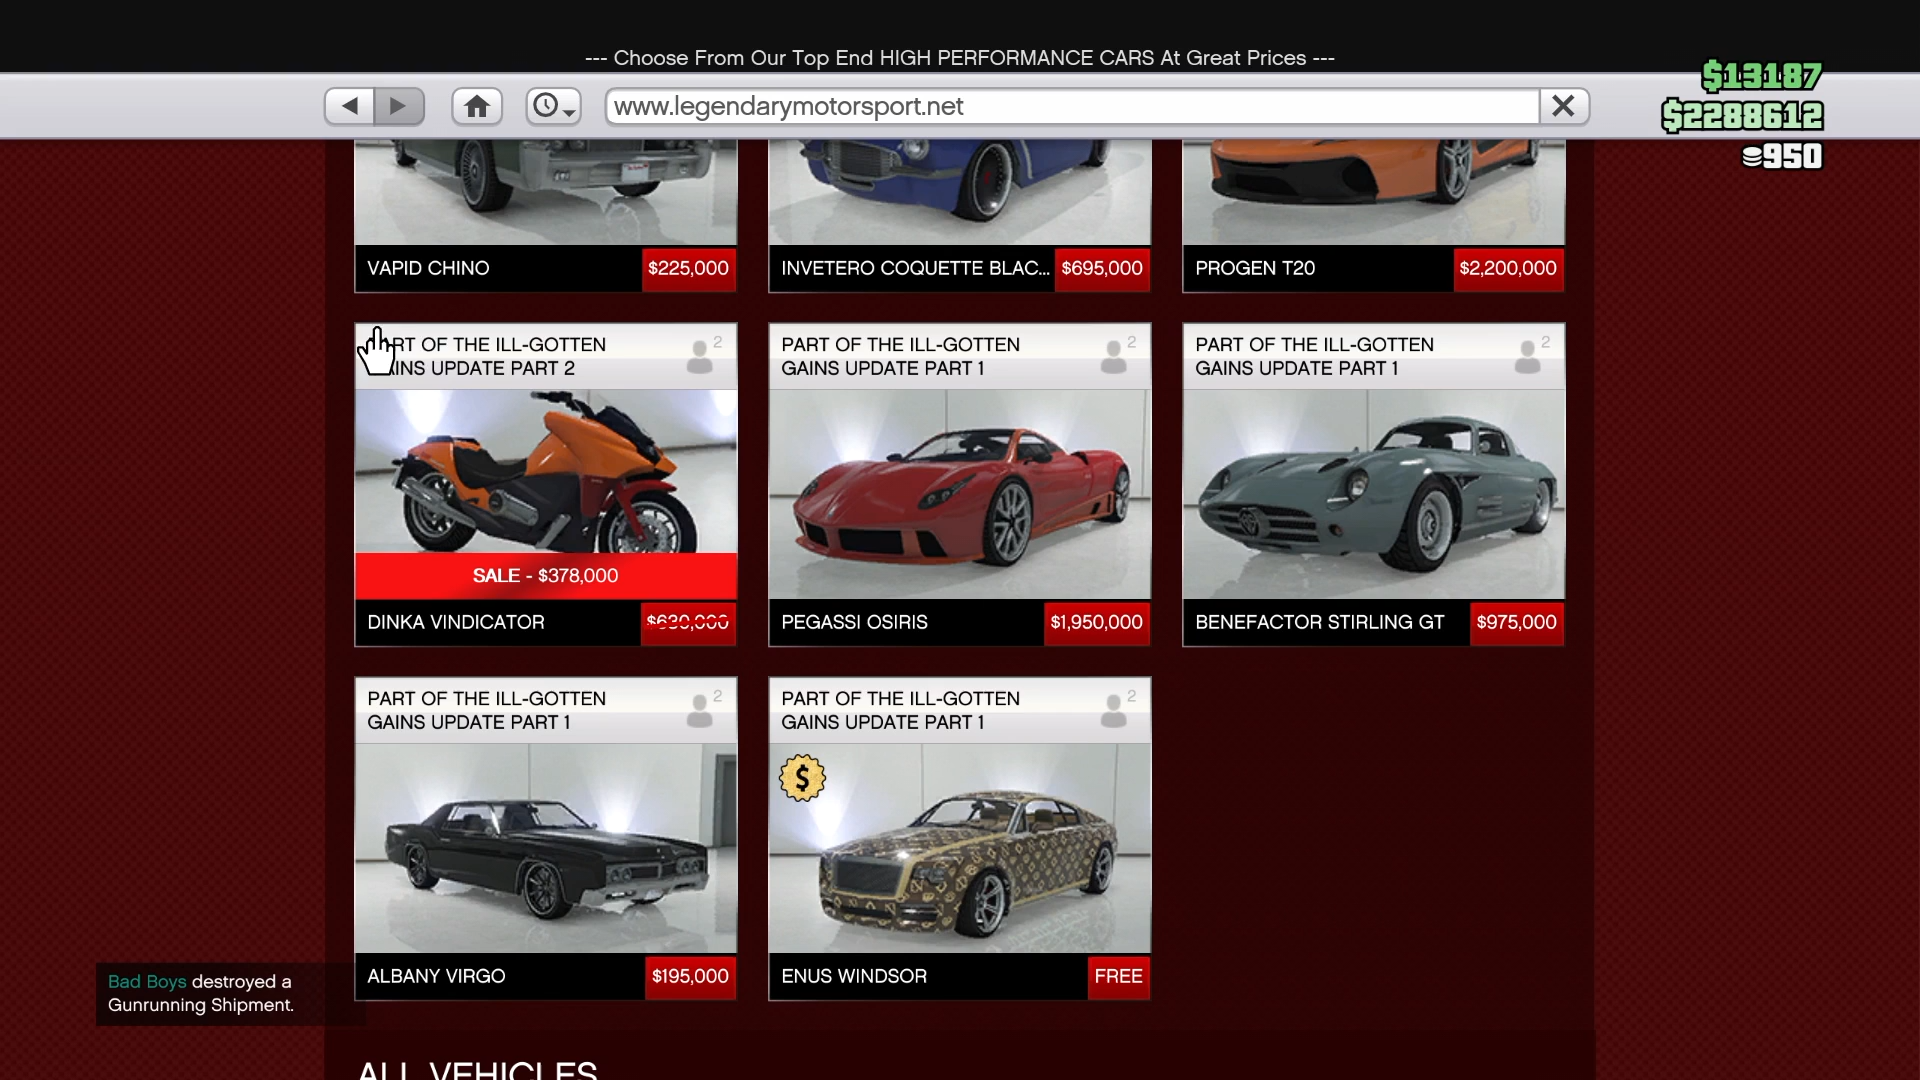 --- Choose From Our Top End HIGH PERFORMANCE CARS At Great Prices ---
$13187
www.legendarymotorsport.net
$2288612
950
VAPID CHINO $225,000
INVETERO COQUETTE BLAC... $695,000
PROGEN T20 $2,200,000
RT OF THE ILL-GOTTEN 2
INS UPDATE PART 2
SALE - $378,000
DINKA VINDICATOR $630,000
PART OF THE ILL-GOTTEN 2
GAINS UPDATE PART 1
PEGASSI OSIRIS $1,950,000
PART OF THE ILL-GOTTEN 2
GAINS UPDATE PART 1
BENEFACTOR STIRLING GT $975,000
PART OF THE ILL-GOTTEN 2
GAINS UPDATE PART 1
ALBANY VIRGO $195,000
PART OF THE ILL-GOTTEN 2
GAINS UPDATE PART 1
$
ENUS WINDSOR FREE
Bad Boys destroyed a
Gunrunning Shipment.
ALL VEHICLES